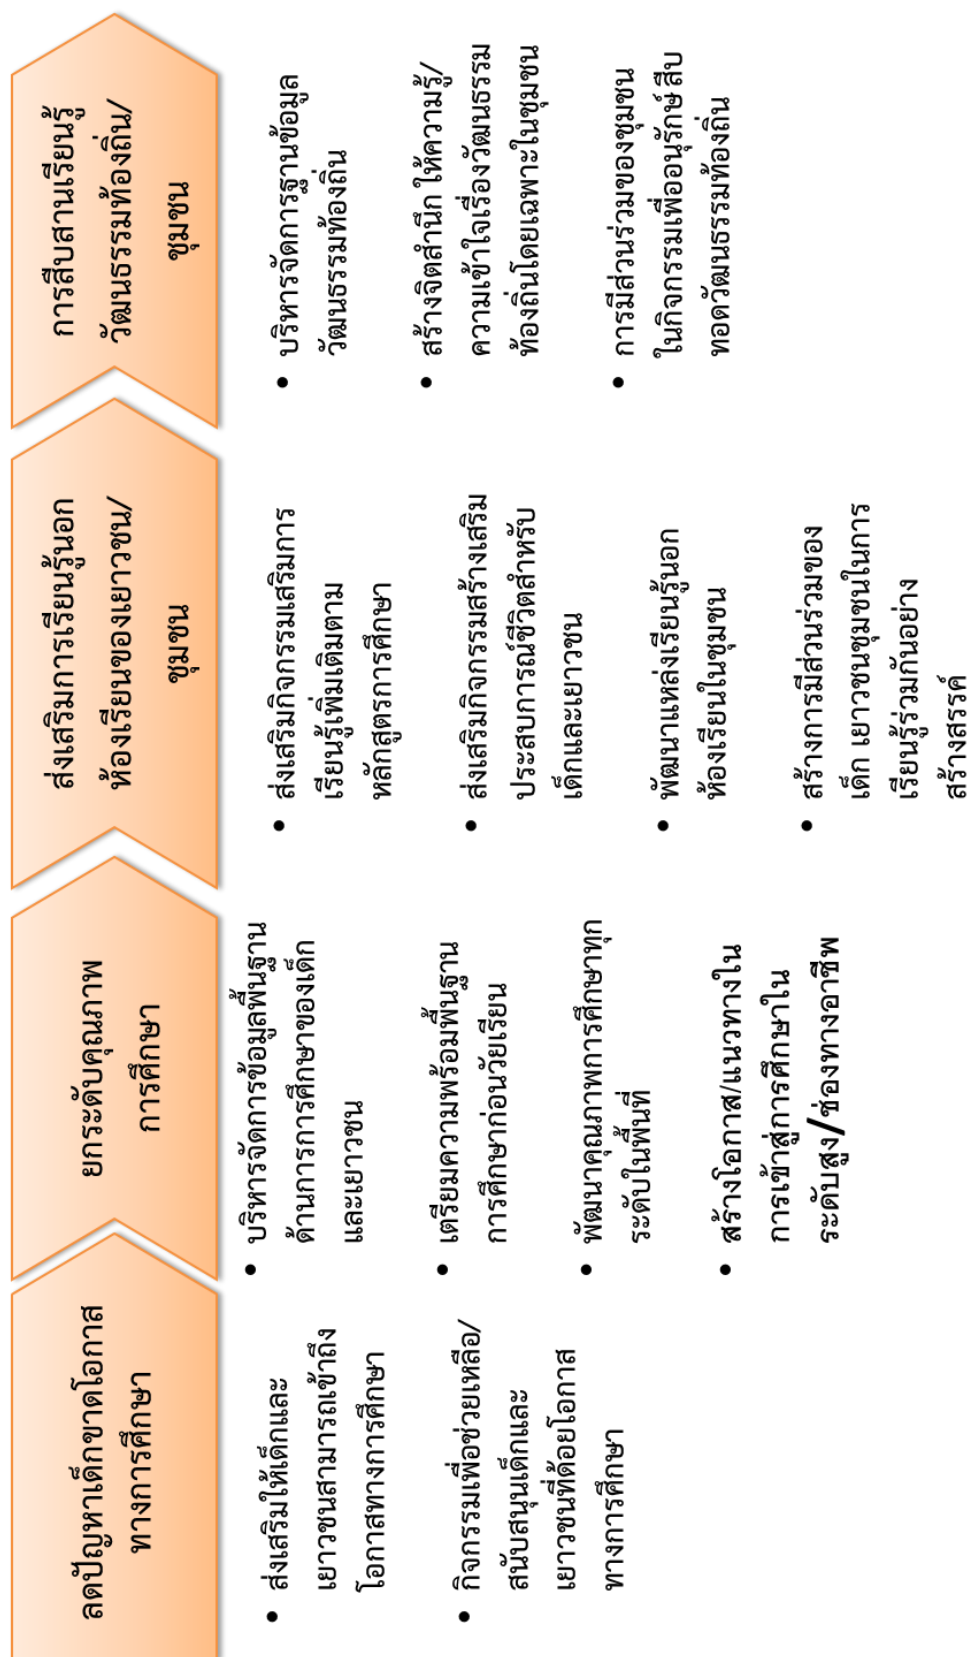 ลดปัญหาเด็กขาดโอกาส
ทางการศึกษา
• ส่งเสริมให้เด็กและ
เยาวชนสามารถเข้าถึง
โอกาสทางการศึกษา
• กิจกรรมเพื่อช่วยเหลือ/
สนับสนุนเด็กและ
เยาวชนที่ด้อยโอกาส
ทางการศึกษา
ยกระดับคุณภาพ
การศึกษา
• บริหารจัดการข้อมูลพื้นฐาน
ด้านการการศึกษาของเด็ก
และเยาวชน
• เตรียมความพร้อมพื้นฐาน
การศึกษาก่อนวัยเรียน
• พัฒนาคุณภาพการศึกษาทุก
ระดับในพื้นที่
• สร้างโอกาส/แนวทางใน
การเข้าสู่การศึกษาใน
ระดับสูง/ช่องทางอาชีพ
ส่งเสริมการเรียนรู้นอก
ห้องเรียนของเยาวชน/
ชุมชน
• ส่งเสริมกิจกรรมเสริมการ
เรียนรู้เพิ่มเติมตาม
หลักสูตรการศึกษา
• ส่งเสริมกิจกรรมสร้างเสริม
ประสบการณ์ชีวิตสำหรับ
เด็กและเยาวชน
• พัฒนาแหล่งเรียนรู้นอก
ห้องเรียนในชุมชน
• สร้างการมีส่วนร่วมของ
เด็ก เยาวชนชุมชนในการ
เรียนรู้ร่วมกันอย่าง
สร้างสรรค์
การสืบสานเรียนรู้
วัฒนธรรมท้องถิ่น/
ชุมชน
• บริหารจัดการฐานข้อมูล
วัฒนธรรมท้องถิ่น
• สร้างจิตสำนึก ให้ความรู้/
ความเข้าใจเรื่องวัฒนธรรม
ท้องถิ่นโดยเฉพาะในชุมชน
• การมีส่วนร่วมของชุมชน
ในกิจกรรมเพื่ออนุรักษ์ สืบ
ทอดวัฒนธรรมท้องถิ่น